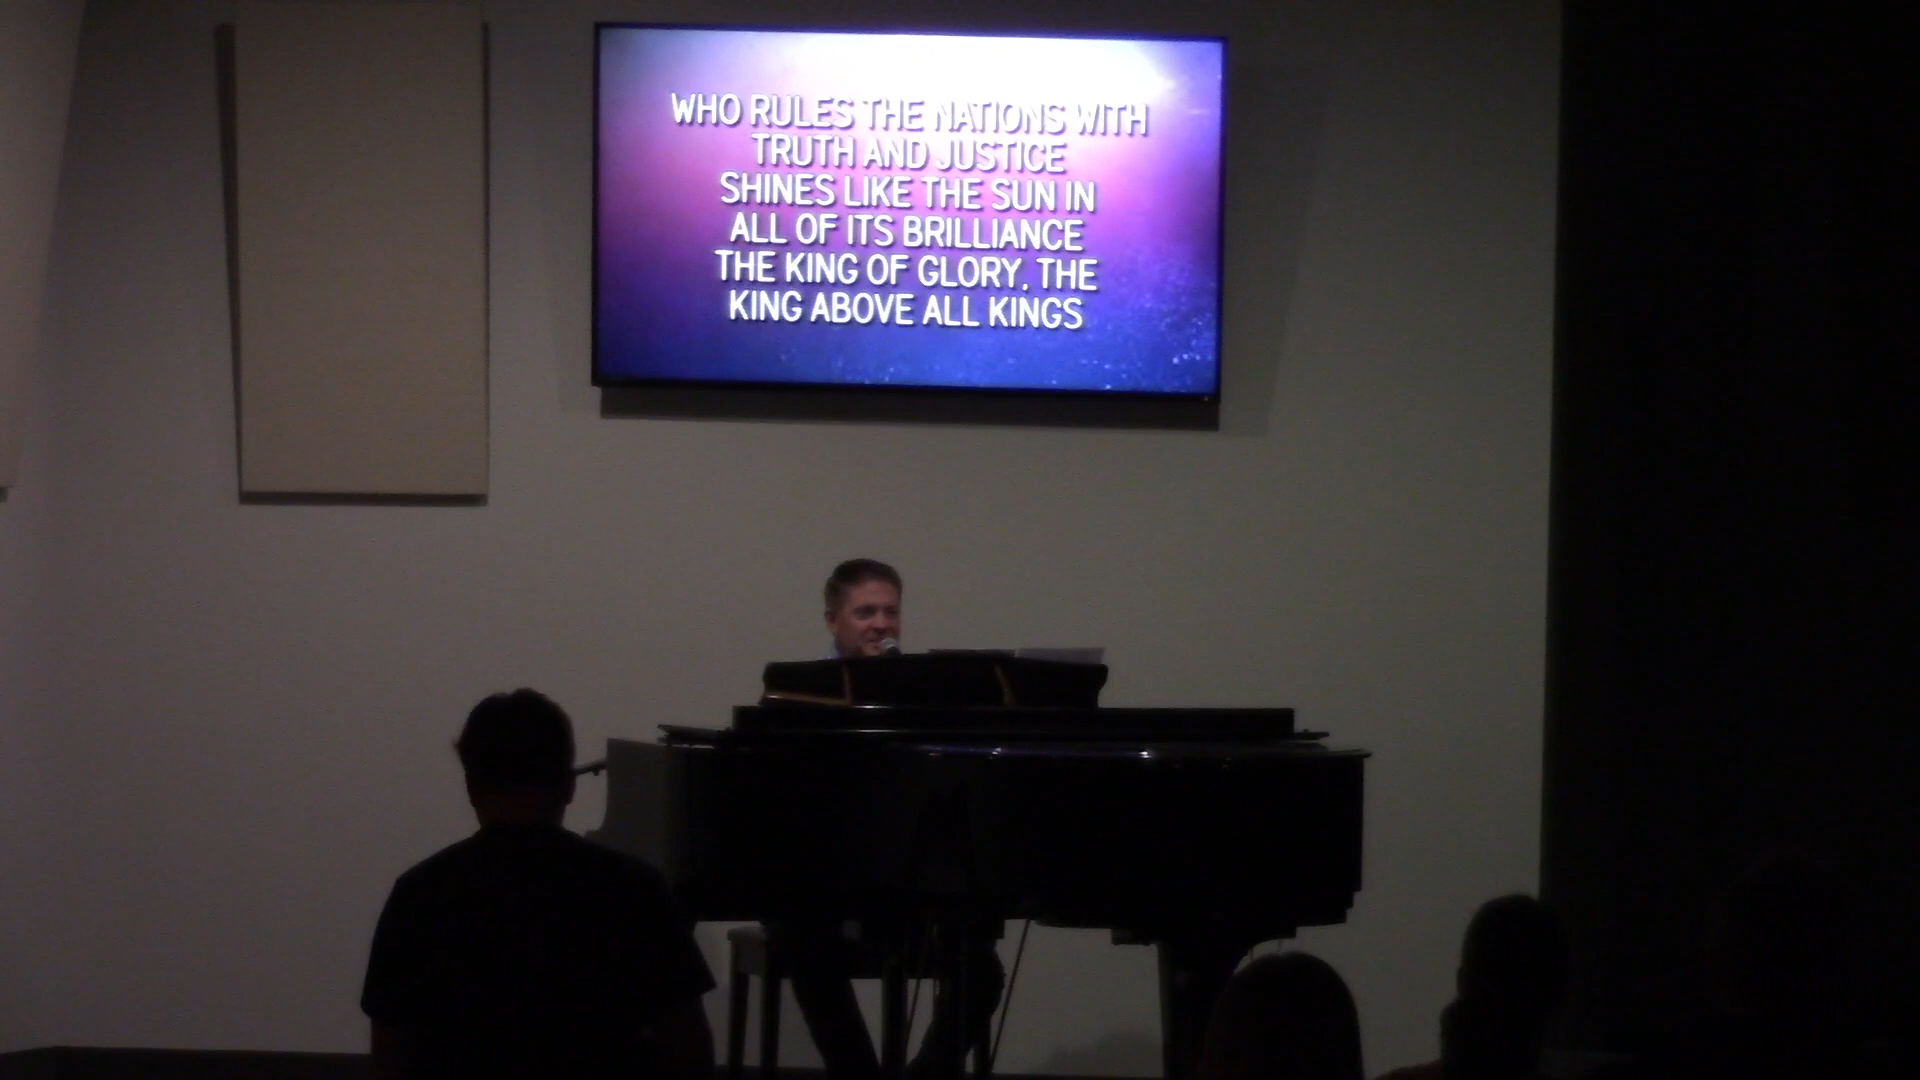 WHO RULES THE NATIONS WITH
TRUTH AND JUSTICE
SHINES LIKE THE SUN IN
ALL OF ITS BRILLIANCE
THE KING OF GLORY, THE
KING ABOVE ALL KINGS